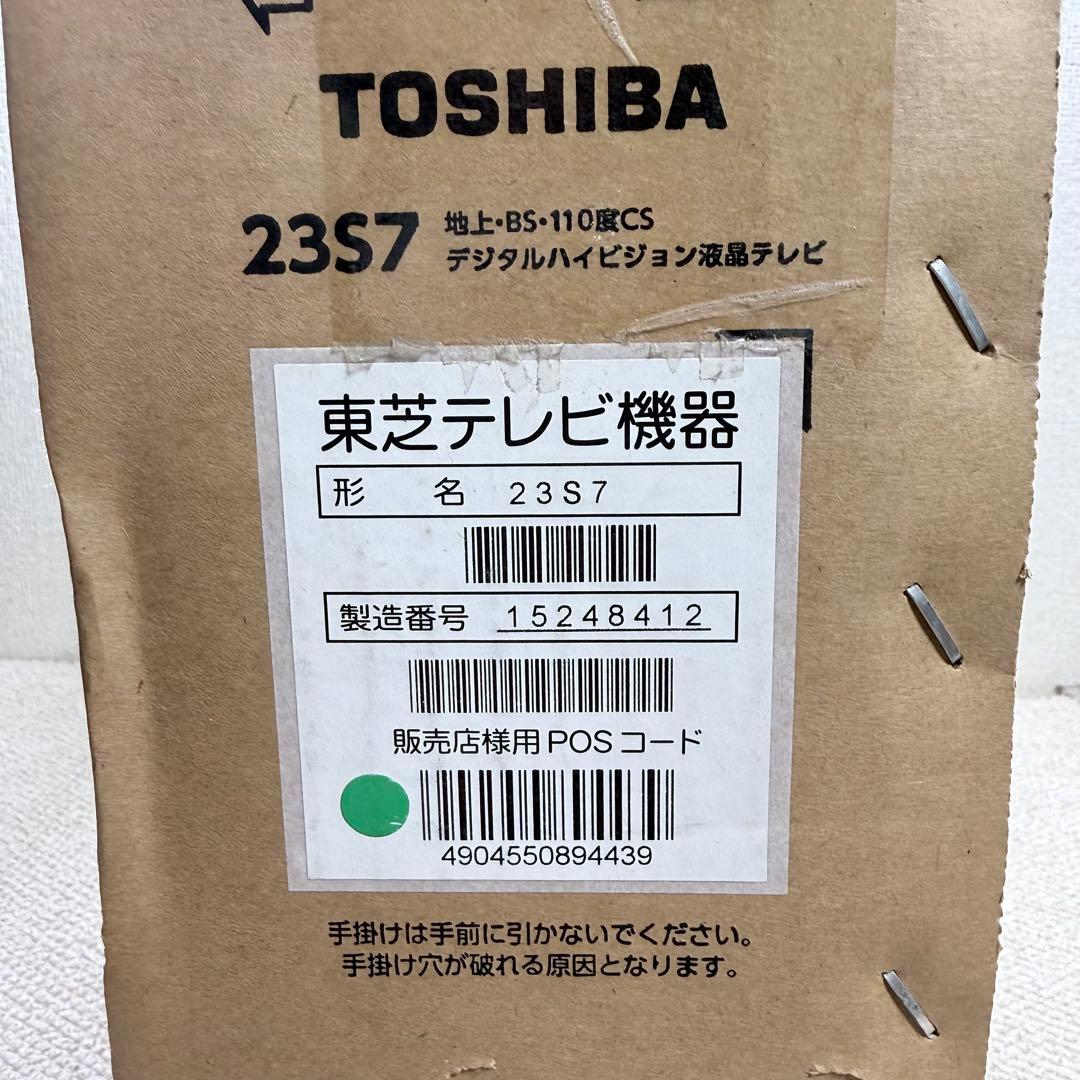 TOSHIBA
23S7
地上・BS・110度CS
デジタルハイビジョン液晶テレビ
東芝テレビ機器
形 名 23S7
製造番号 15248412
販売店様用POSコード
4904550894439
手掛けは手前に引かないでください。
手掛け穴が破れる原因となります。